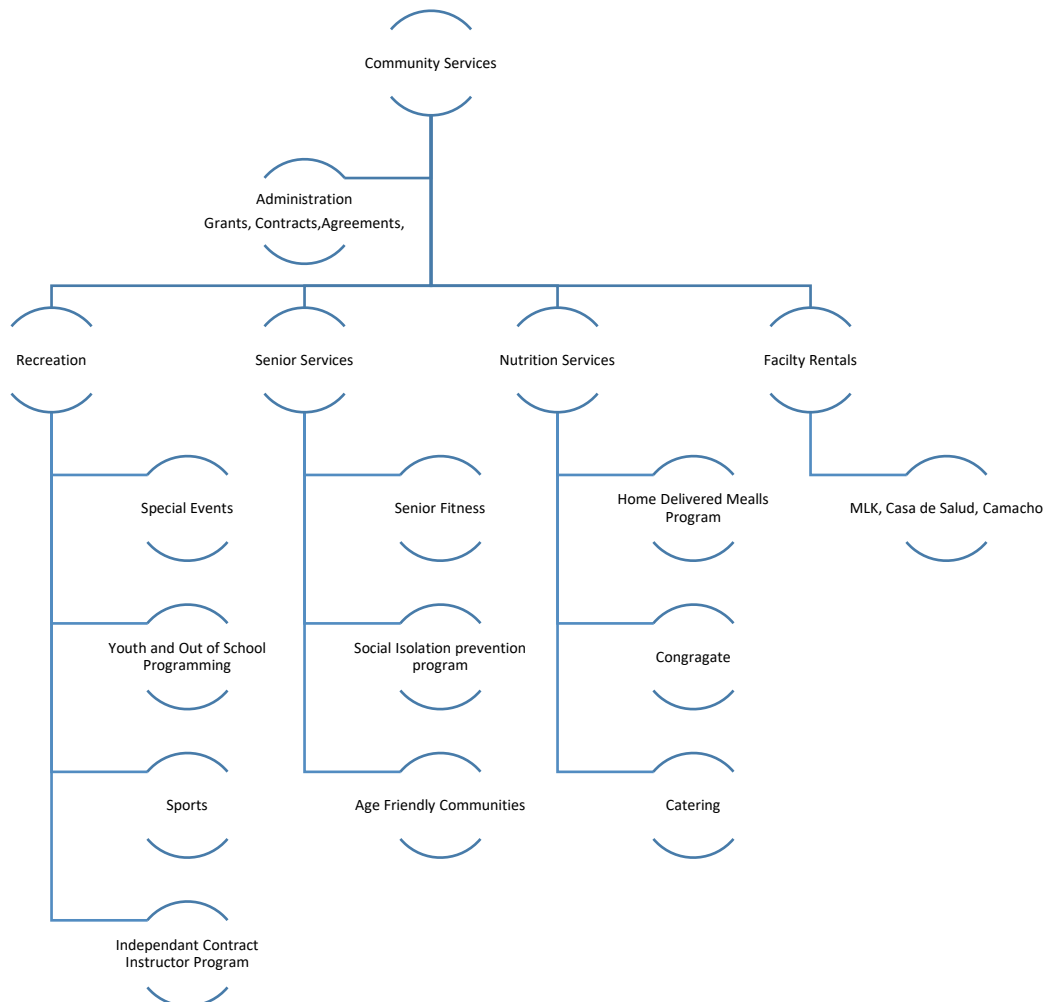 Community Services
Administration
Grants, Contracts,Agreements,
Recreation
Senior Services
Nutrition Services
Facilty Rentals
Special Events
Senior Fitness
Home Delivered Mealls
Program
MLK, Casa de Salud, Camacho
Youth and Out of School
Programming
Social Isolation prevention
program
Congragate
Sports
Age Friendly Communities
Catering
Independant Contract
Instructor Program